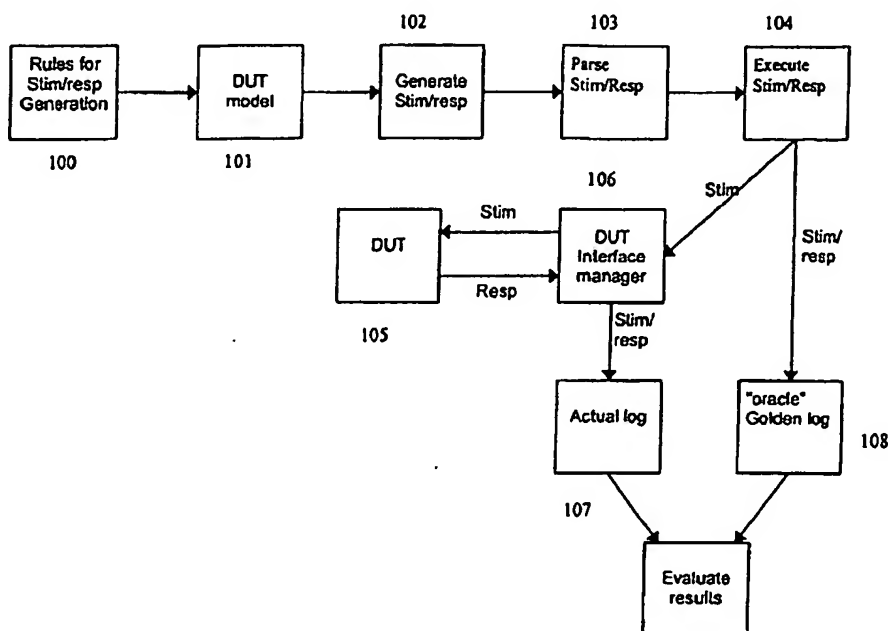 102
103
104
Rules for
Stim/resp
Generation
DUT
model
Generate
Stim/resp
Parse
Stim/Resp
Execute
Stim/Resp
100
101
106
Stim
Stim
DUT
DUT
Interface
manager
Stim/
resp
Resp
105
Stim/
resp
Actual log
"oracle"
Golden log
108
107
Evaluate
results